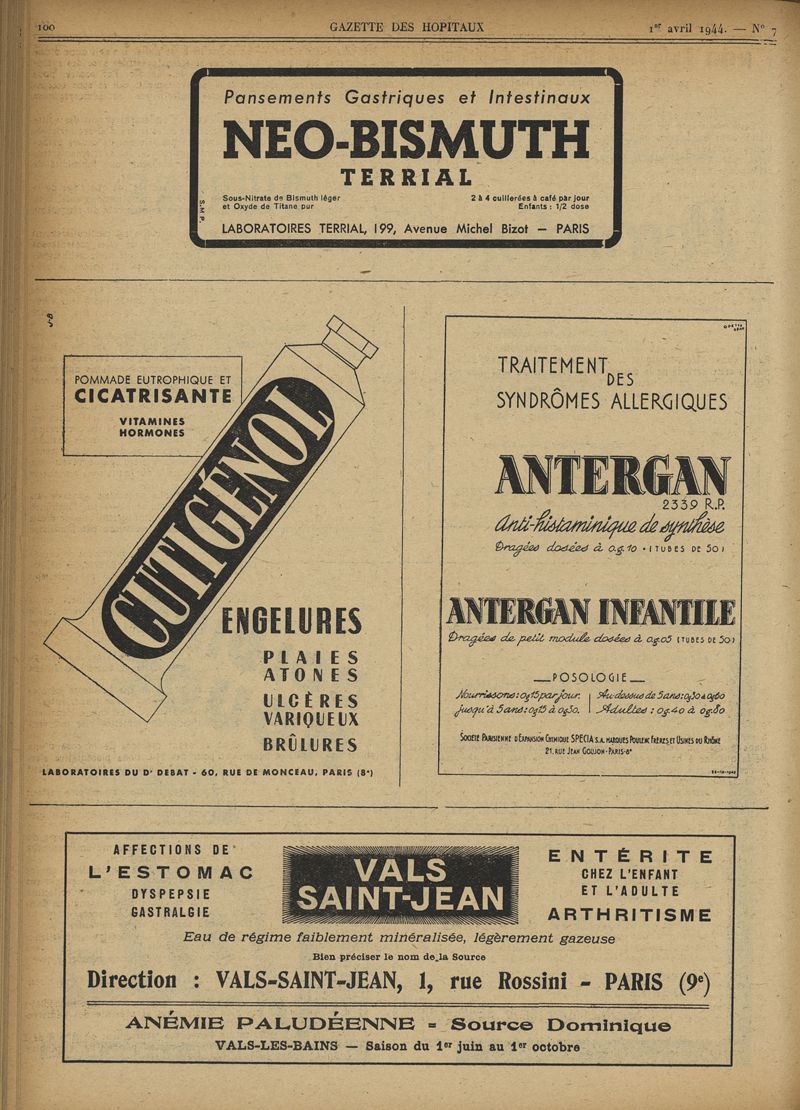 100
GAZETTE DES HOPITAUX
1er avril 1944. — N° 7
Pansements Gastriques et Intestinaux
NEO-BISMUTH
TERRIAL
Sous-Nitrate de Bismuth léger
et Oxyde de Titane pur
2 à 4 cuillerées à café par jour
Enfants : 1/2 dose
S.M.P.
LABORATOIRES TERRIAL, 199, Avenue Michel Bizot — PARIS
POMMADE EUTROPHIQUE ET
CICATRISANTE
VITAMINES
HORMONES
CUTIGÉNOL
ENGELURES
PLAIES
ATONES
ULCÈRES
VARIQUEUX
BRÛLURES
LABORATOIRES DU Dr DEBAT - 60, RUE DE MONCEAU, PARIS (8e)
TRAITEMENT
DES
SYNDRÔMES ALLERGIQUES
ANTERGAN
2339 R.P.
Anti-histaminique de synthèse
Dragées dosées à 0.g.10 • (TUBES DE 50)
ANTERGAN INFANTILE
Dragées de petit module dosées à 0g.05 (TUBES DE 50)
—POSOLOGIE—
Nourrissons : 0g15 par jour. | Au-dessus de 5 ans : 0g30 à 0g60
jusqu'à 5 ans : 0g15 à 0g30. | Adultes : 0g.40 à 0g.80
SOCIÉTÉ PARISIENNE D'EXPANSION CHIMIQUE SPECIA S.A. MARQUES POULENC FRÈRES ET USINES DU RHÔNE
21, RUE JEAN GOUJON - PARIS-8e
AFFECTIONS DE
L'ESTOMAC
DYSPEPSIE
GASTRALGIE
VALS
SAINT-JEAN
ENTÉRITE
CHEZ L'ENFANT
ET L'ADULTE
ARTHRITISME
Eau de régime faiblement minéralisée, légèrement gazeuse
Bien préciser le nom de la Source
Direction : VALS-SAINT-JEAN, 1, rue Rossini - PARIS (9e)
ANÉMIE PALUDÉENNE = Source Dominique
VALS-LES-BAINS — Saison du 1er juin au 1er octobre